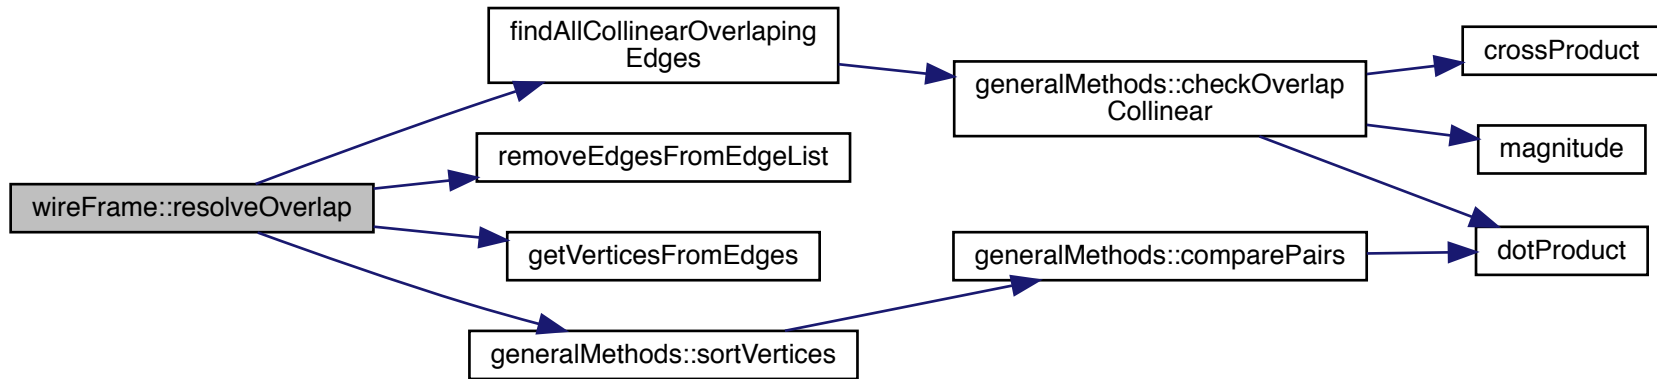 findAllCollinearOverlaping
Edges
crossProduct
generalMethods::checkOverlap
Collinear
removeEdgesFromEdgeList
magnitude
wireFrame::resolveOverlap
getVerticesFromEdges
generalMethods::comparePairs
dotProduct
generalMethods::sortVertices